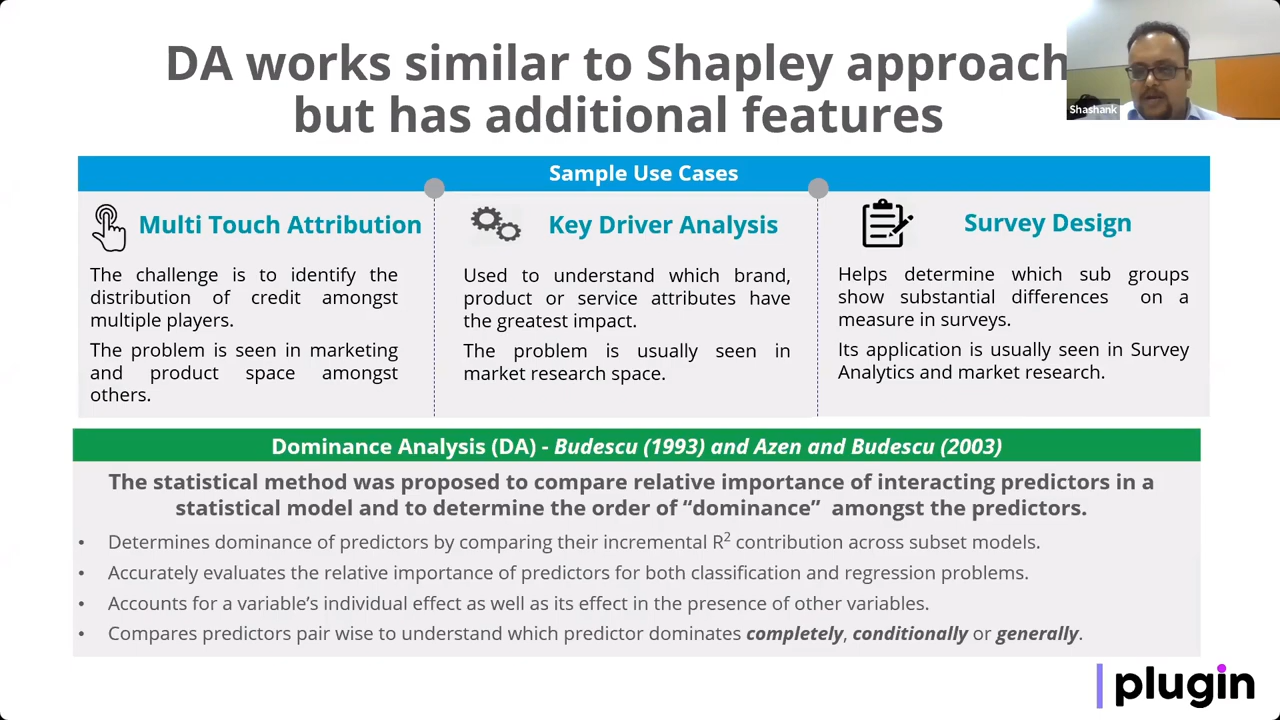 DA works similar to Shapley approach
but has additional features
Shashank
Sample Use Cases
Multi Touch Attribution
The challenge is to identify the
distribution of credit amongst
multiple players.
The problem is seen in marketing
and product space amongst
others.
Key Driver Analysis
Used to understand which brand,
product or service attributes have
the greatest impact.
The problem is usually seen in
market research space.
Survey Design
Helps determine which sub groups
show substantial differences on a
measure in surveys.
Its application is usually seen in Survey
Analytics and market research.
Dominance Analysis (DA) - Budescu (1993) and Azen and Budescu (2003)
The statistical method was proposed to compare relative importance of interacting predictors in a
statistical model and to determine the order of “dominance” amongst the predictors.
• Determines dominance of predictors by comparing their incremental R² contribution across subset models.
• Accurately evaluates the relative importance of predictors for both classification and regression problems.
• Accounts for a variable’s individual effect as well as its effect in the presence of other variables.
• Compares predictors pair wise to understand which predictor dominates completely, conditionally or generally.
plugin